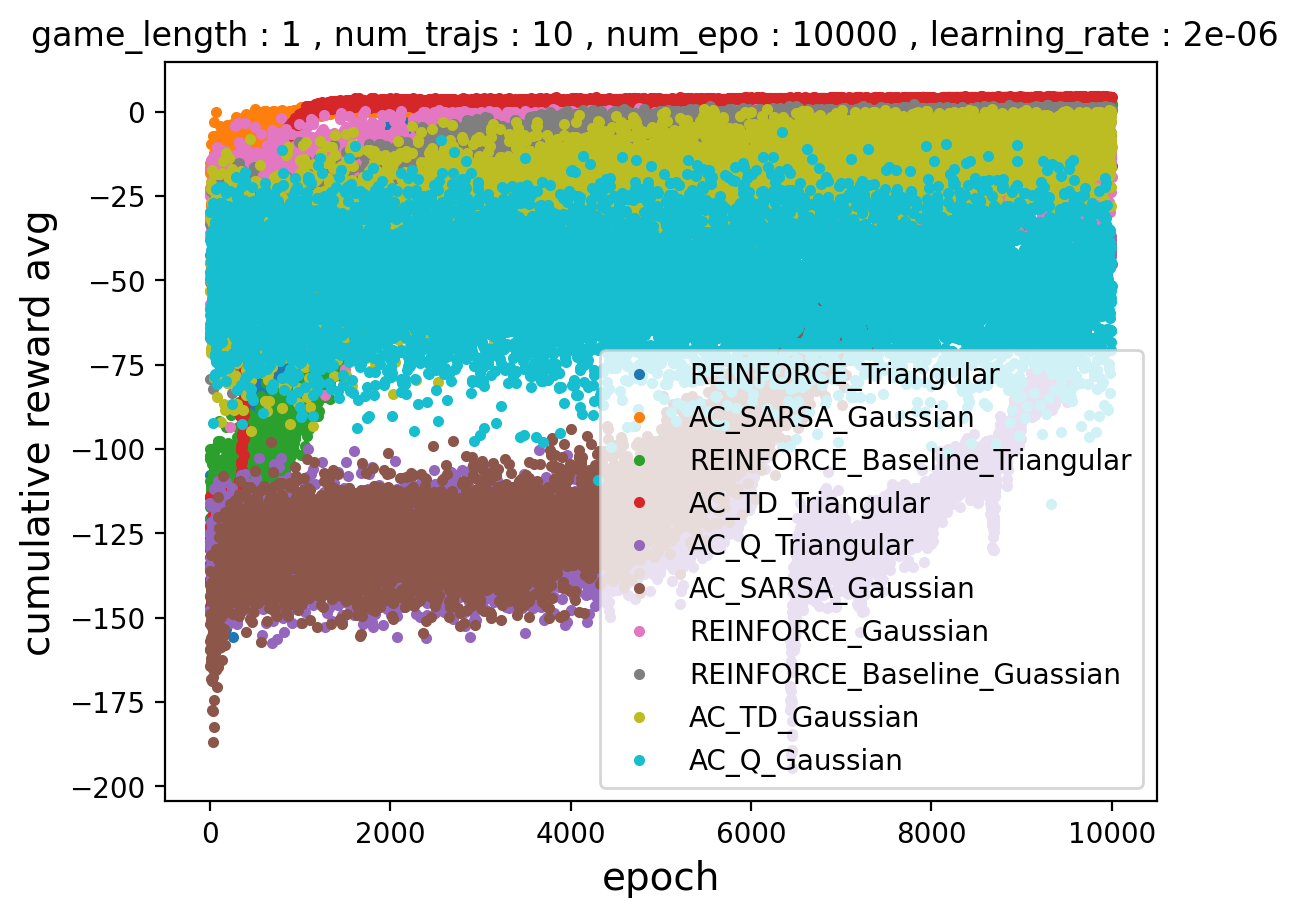 game_length : 1 , num_trajs : 10 , num_epo : 10000 , learning_rate : 2e-06
cumulative reward avg
0
−25
−50
−75
−100
−125
−150
−175
−200
REINFORCE_Triangular
AC_SARSA_Gaussian
REINFORCE_Baseline_Triangular
AC_TD_Triangular
AC_Q_Triangular
AC_SARSA_Gaussian
REINFORCE_Gaussian
REINFORCE_Baseline_Guassian
AC_TD_Gaussian
AC_Q_Gaussian
0 2000 4000 6000 8000 10000
epoch